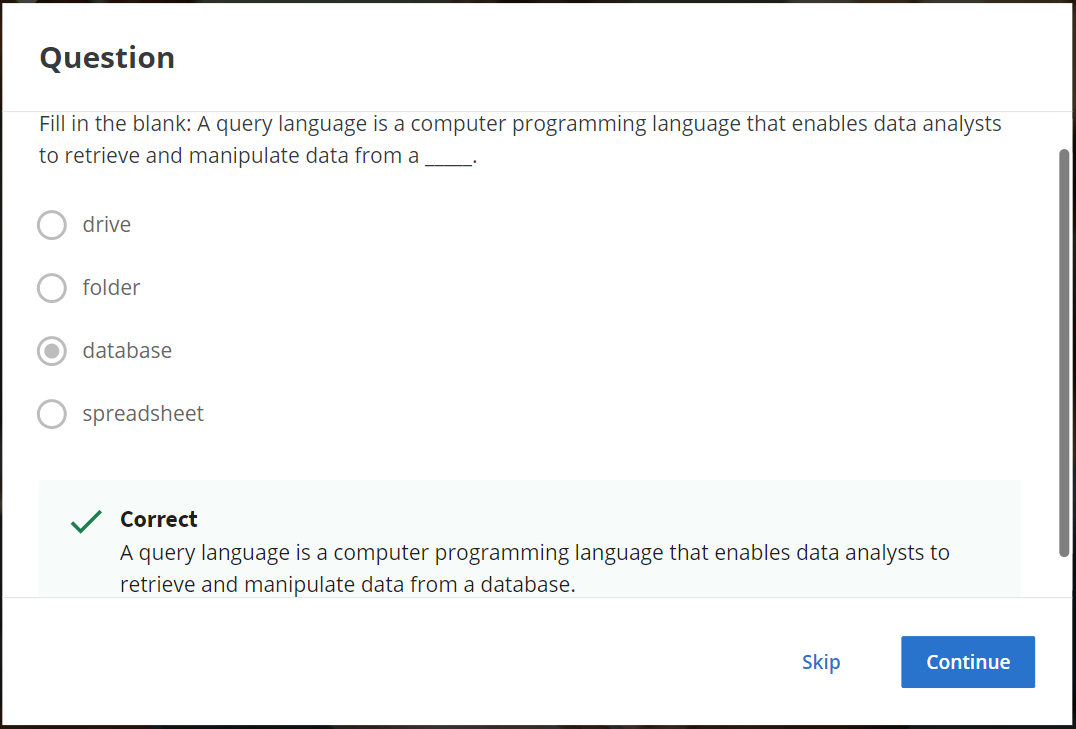 Question
Fill in the blank: A query language is a computer programming language that enables data analysts
to retrieve and manipulate data from a _____.
drive
folder
database
spreadsheet
Correct
A query language is a computer programming language that enables data analysts to
retrieve and manipulate data from a database.
Skip
Continue